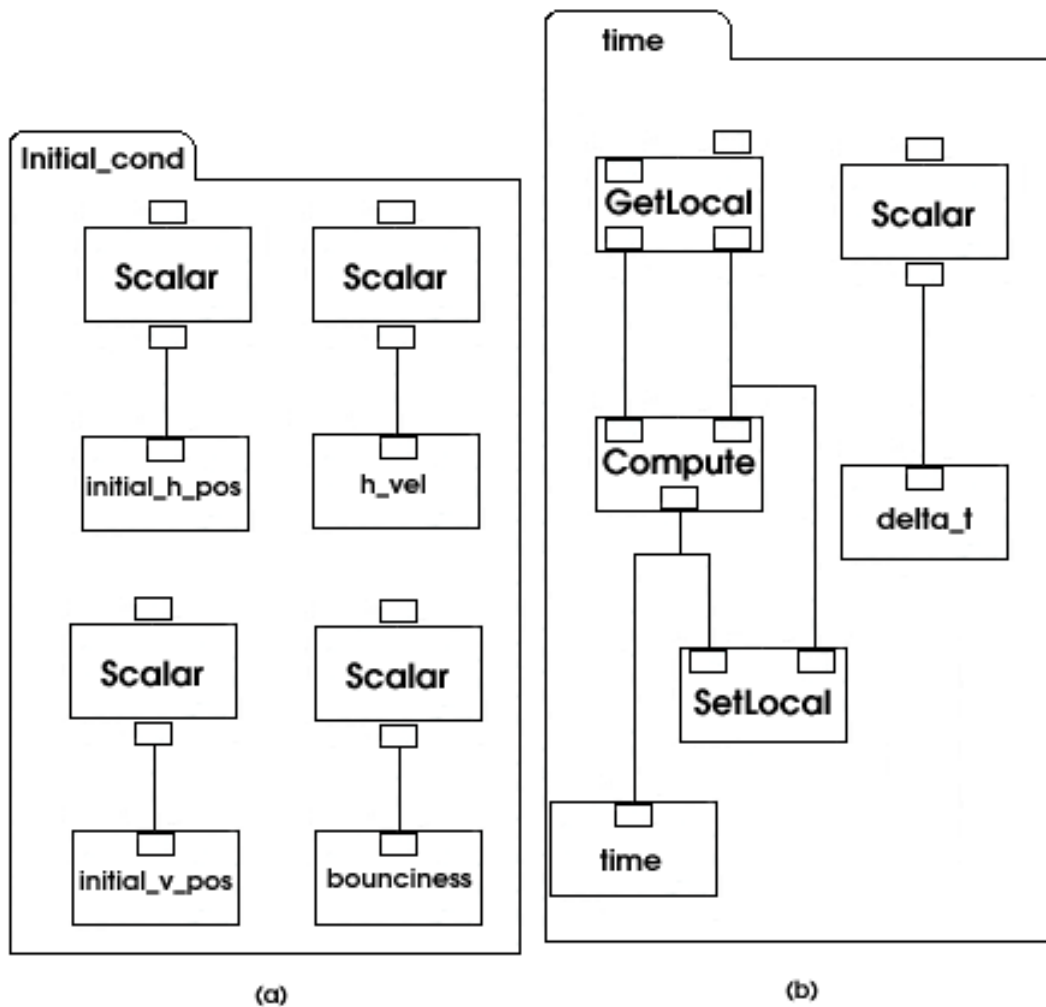 Initial_cond
Scalar
Scalar
initial_h_pos
h_vel
Scalar
Scalar
initial_v_pos
bounciness
(a)
time
GetLocal
Scalar
Compute
delta_t
SetLocal
time
(b)